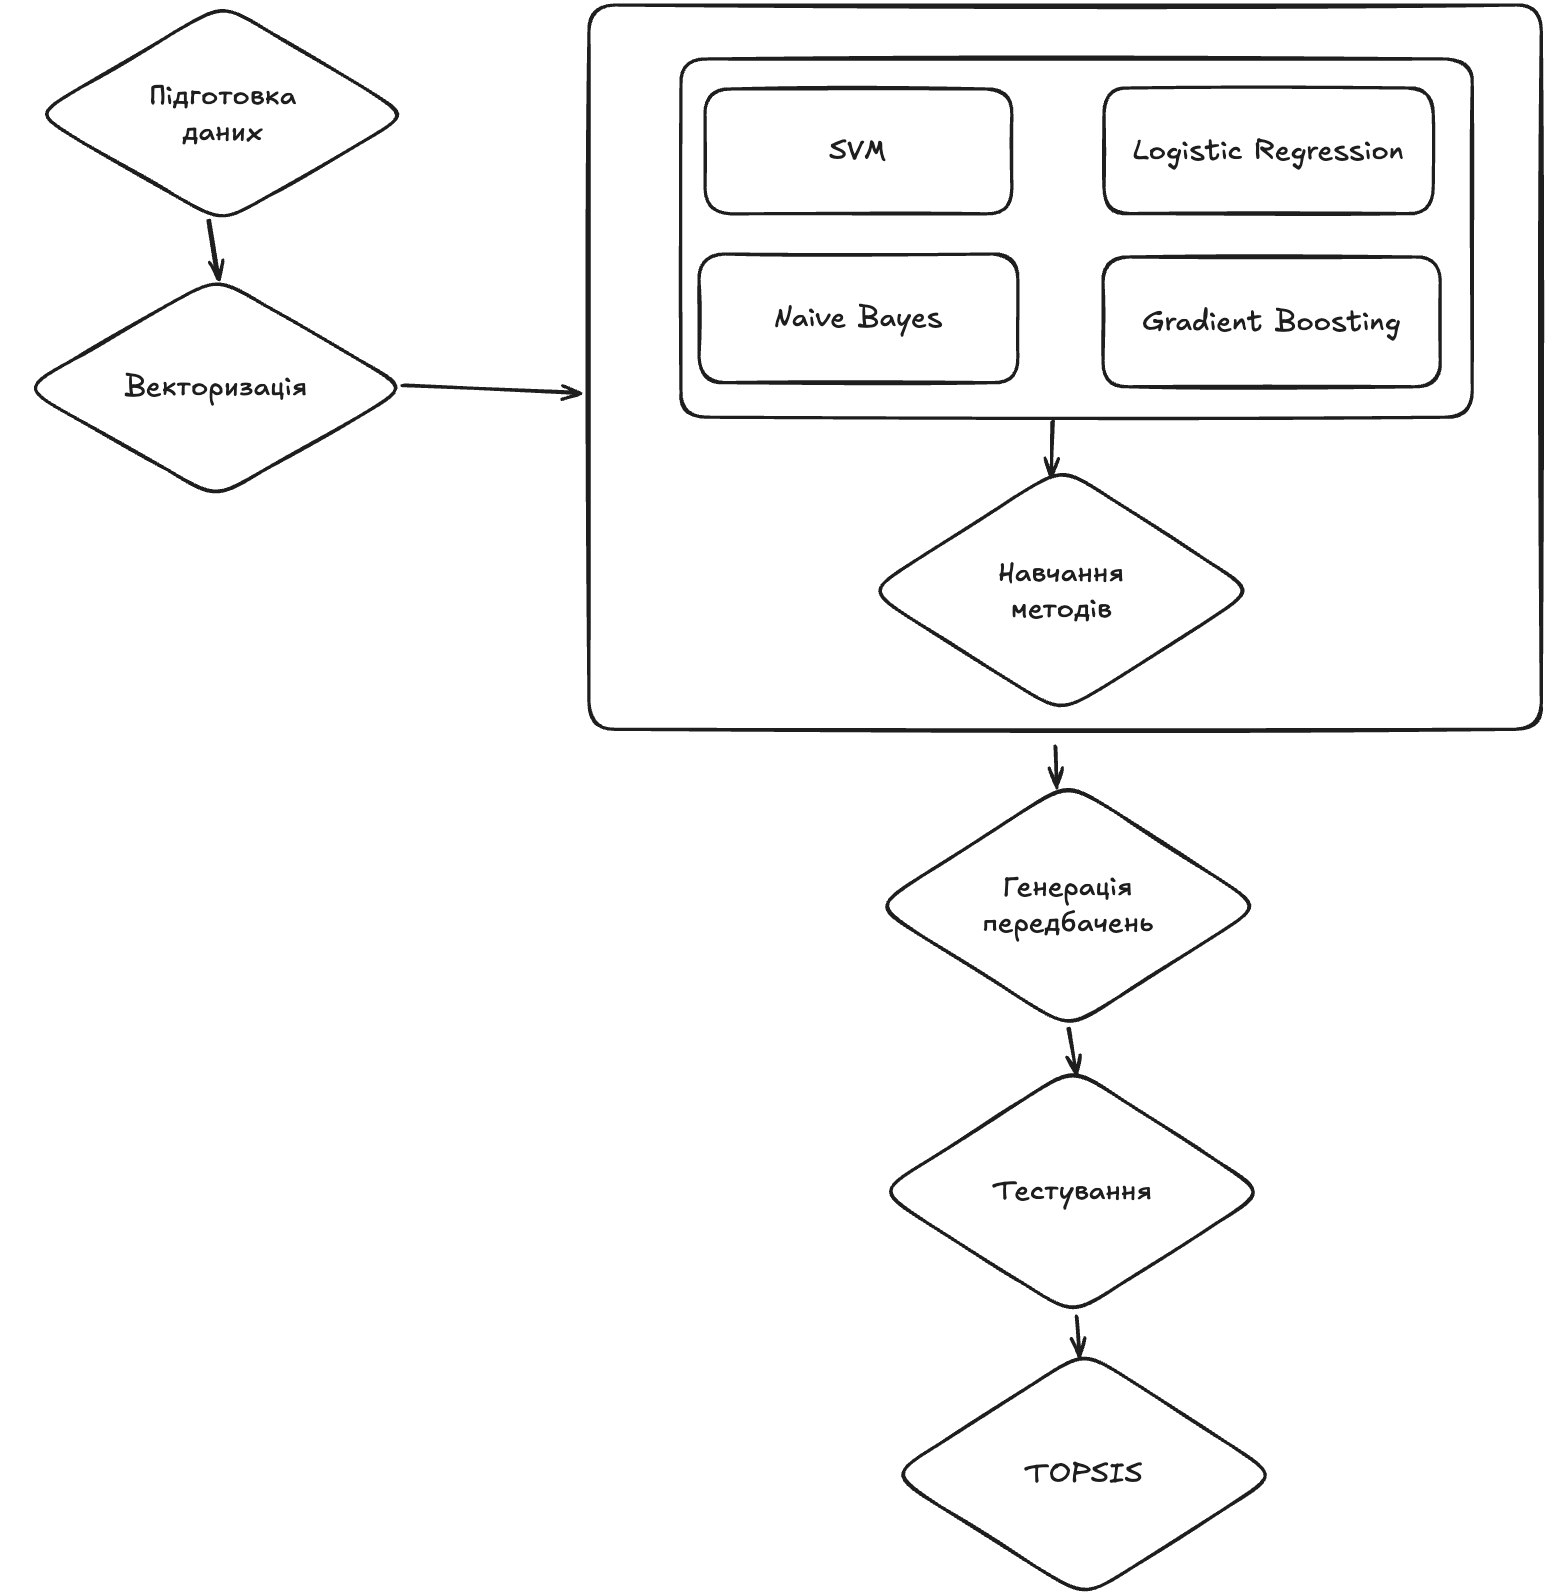 Підготовка
даних
Векторизація
SVM
Logistic Regression
Naive Bayes
Gradient Boosting
Навчання
методів
Генерація
передбачень
Тестування
TOPSIS